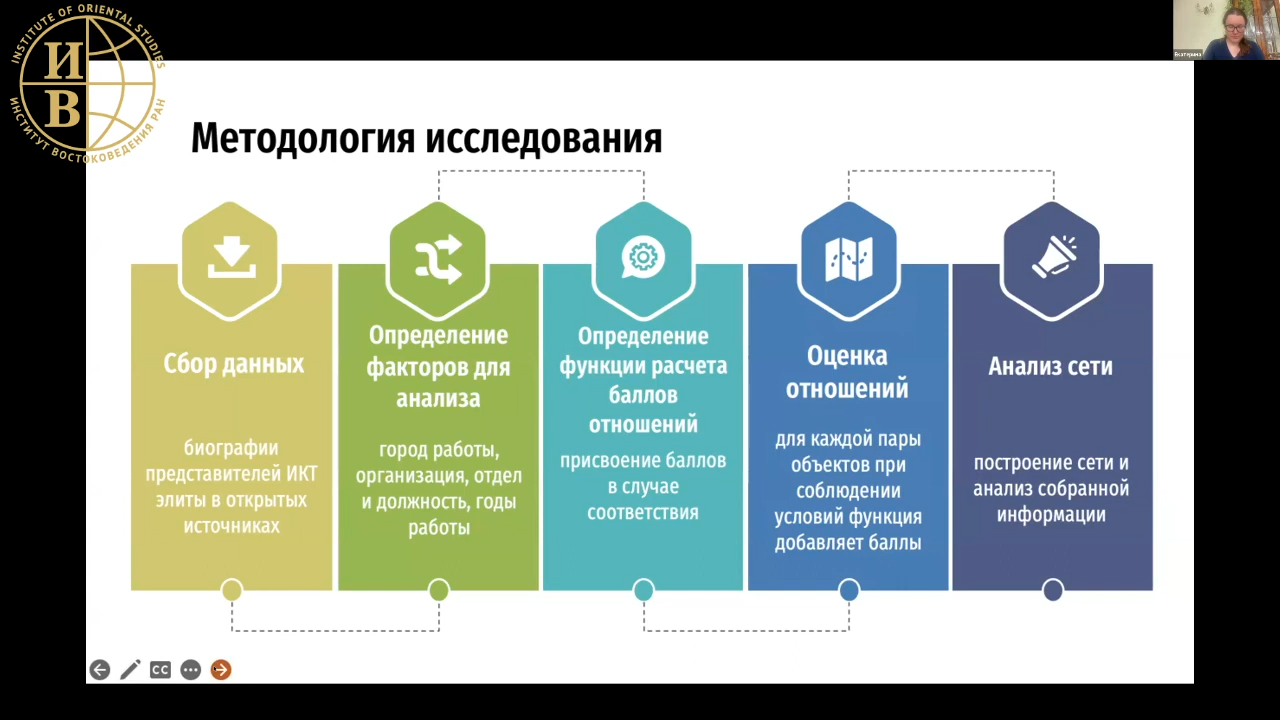 INSTITUTE OF ORIENTAL STUDIES
И
В
ИНСТИТУТ ВОСТОКОВЕДЕНИЯ РАН
Екатерина
Методология исследования
Сбор данных
биографии
представителей ИКТ
элиты в открытых
источниках
Определение
факторов для
анализа
город работы,
организация, отдел
и должность, годы
работы
Определение
функции расчета
баллов
отношений
присвоение баллов
в случае
соответствия
Оценка
отношений
для каждой пары
объектов при
соблюдении
условий функция
добавляет баллы
Анализ сети
построение сети и
анализ собранной
информации
CC